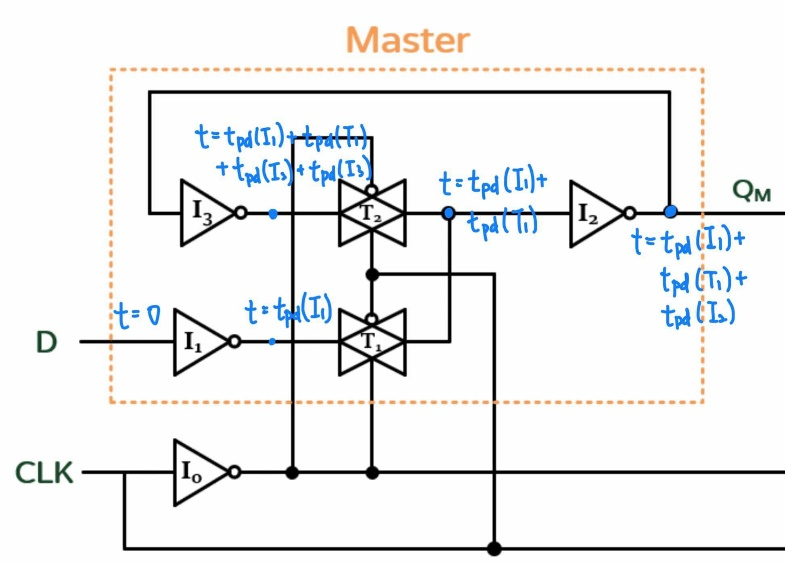 Master
t=tpd(I₁)+tpd(T₁)
+tpd(I₃)+tpd(I₃)
t=tpd(I₁)+
tpd(T₁)
I₃
T₂
I₂
QM
t=tpd(I₁)+
tpd(T₁)+
tpd(I₂)
t=0
t=tpd(I₁)
D
I₁
T₁
CLK
I₀